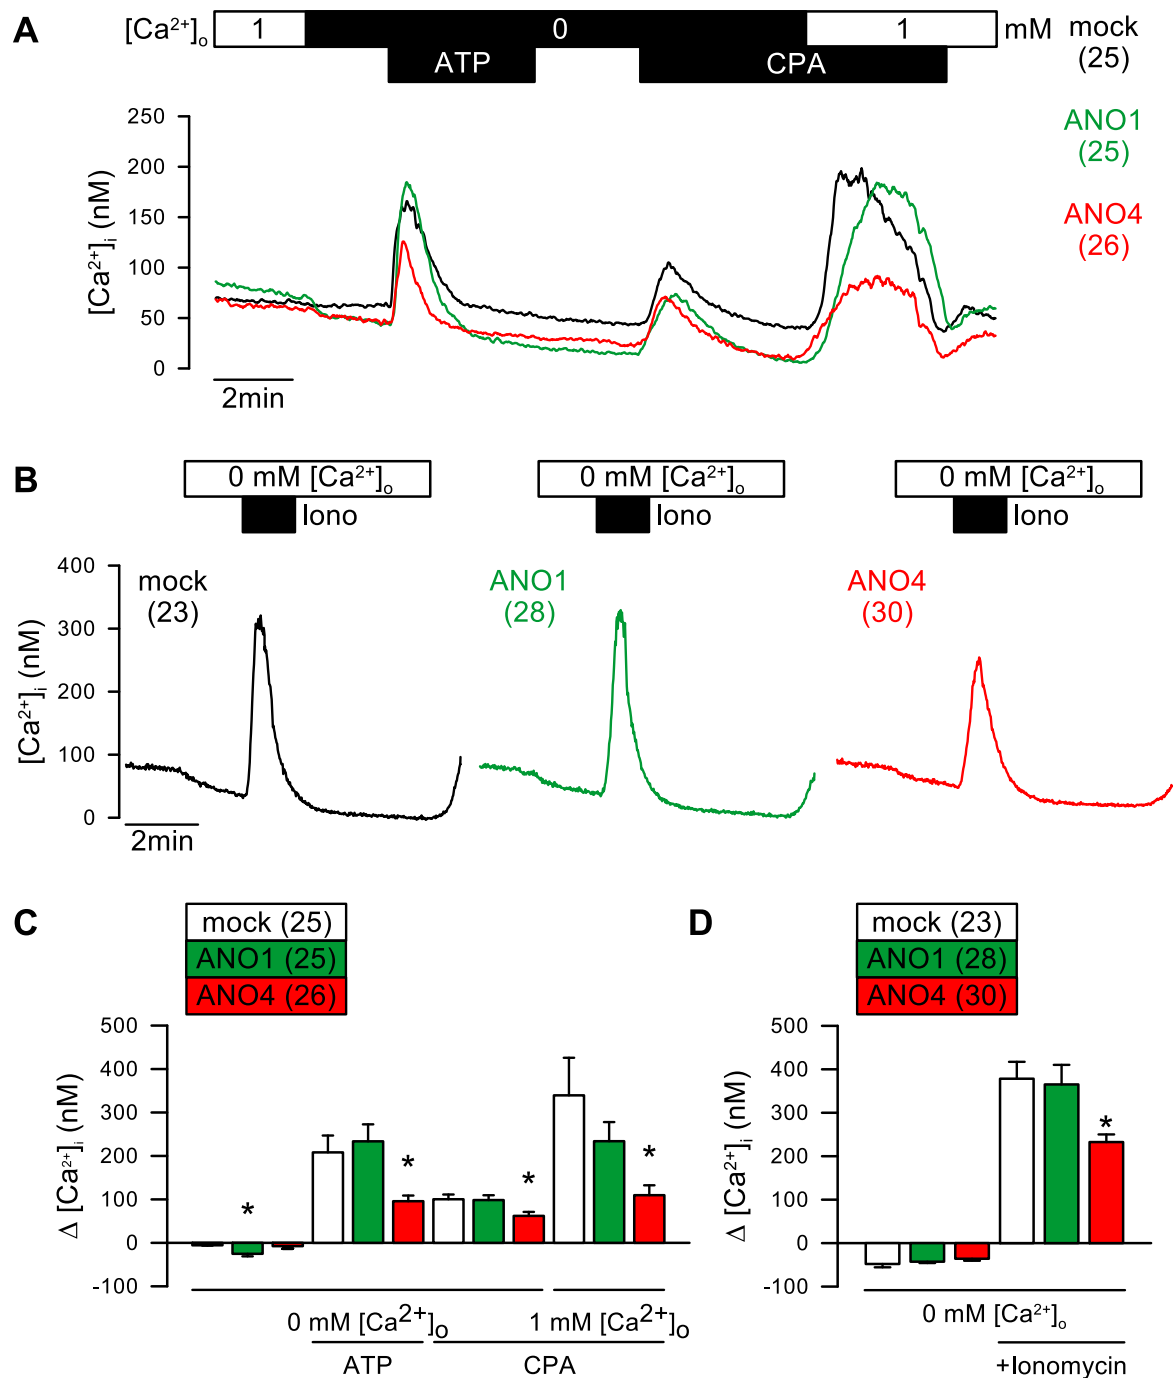 A
[Ca²⁺]ₒ 1 0 1 mM
ATP CPA
mock
(25)
ANO1
(25)
ANO4
(26)
250
200
150
100
50
0
[Ca²⁺]ᵢ (nM)
2min
B
0 mM [Ca²⁺]ₒ 0 mM [Ca²⁺]ₒ 0 mM [Ca²⁺]ₒ
Iono Iono Iono
mock
(23)
ANO1
(28)
ANO4
(30)
400
300
200
100
0
[Ca²⁺]ᵢ (nM)
2min
C
mock (25)
ANO1 (25)
ANO4 (26)
500
400
300
200
100
0
-100
Δ [Ca²⁺]ᵢ (nM)
*
* * *
0 mM [Ca²⁺]ₒ 1 mM [Ca²⁺]ₒ
ATP CPA
D
mock (23)
ANO1 (28)
ANO4 (30)
500
400
300
200
100
0
-100
Δ [Ca²⁺]ᵢ (nM)
*
0 mM [Ca²⁺]ₒ
+Ionomycin